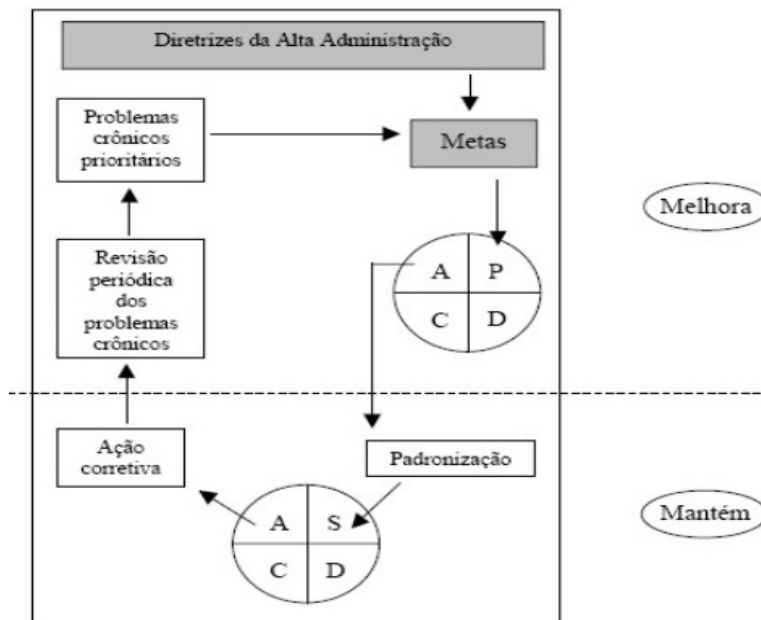 Diretrizes da Alta Administração
Problemas
crônicos
prioritários
Metas
Melhora
Revisão
periódica
dos
problemas
crônicos
A P
C D
Ação
corretiva
Padronização
A S
C D
Mantém